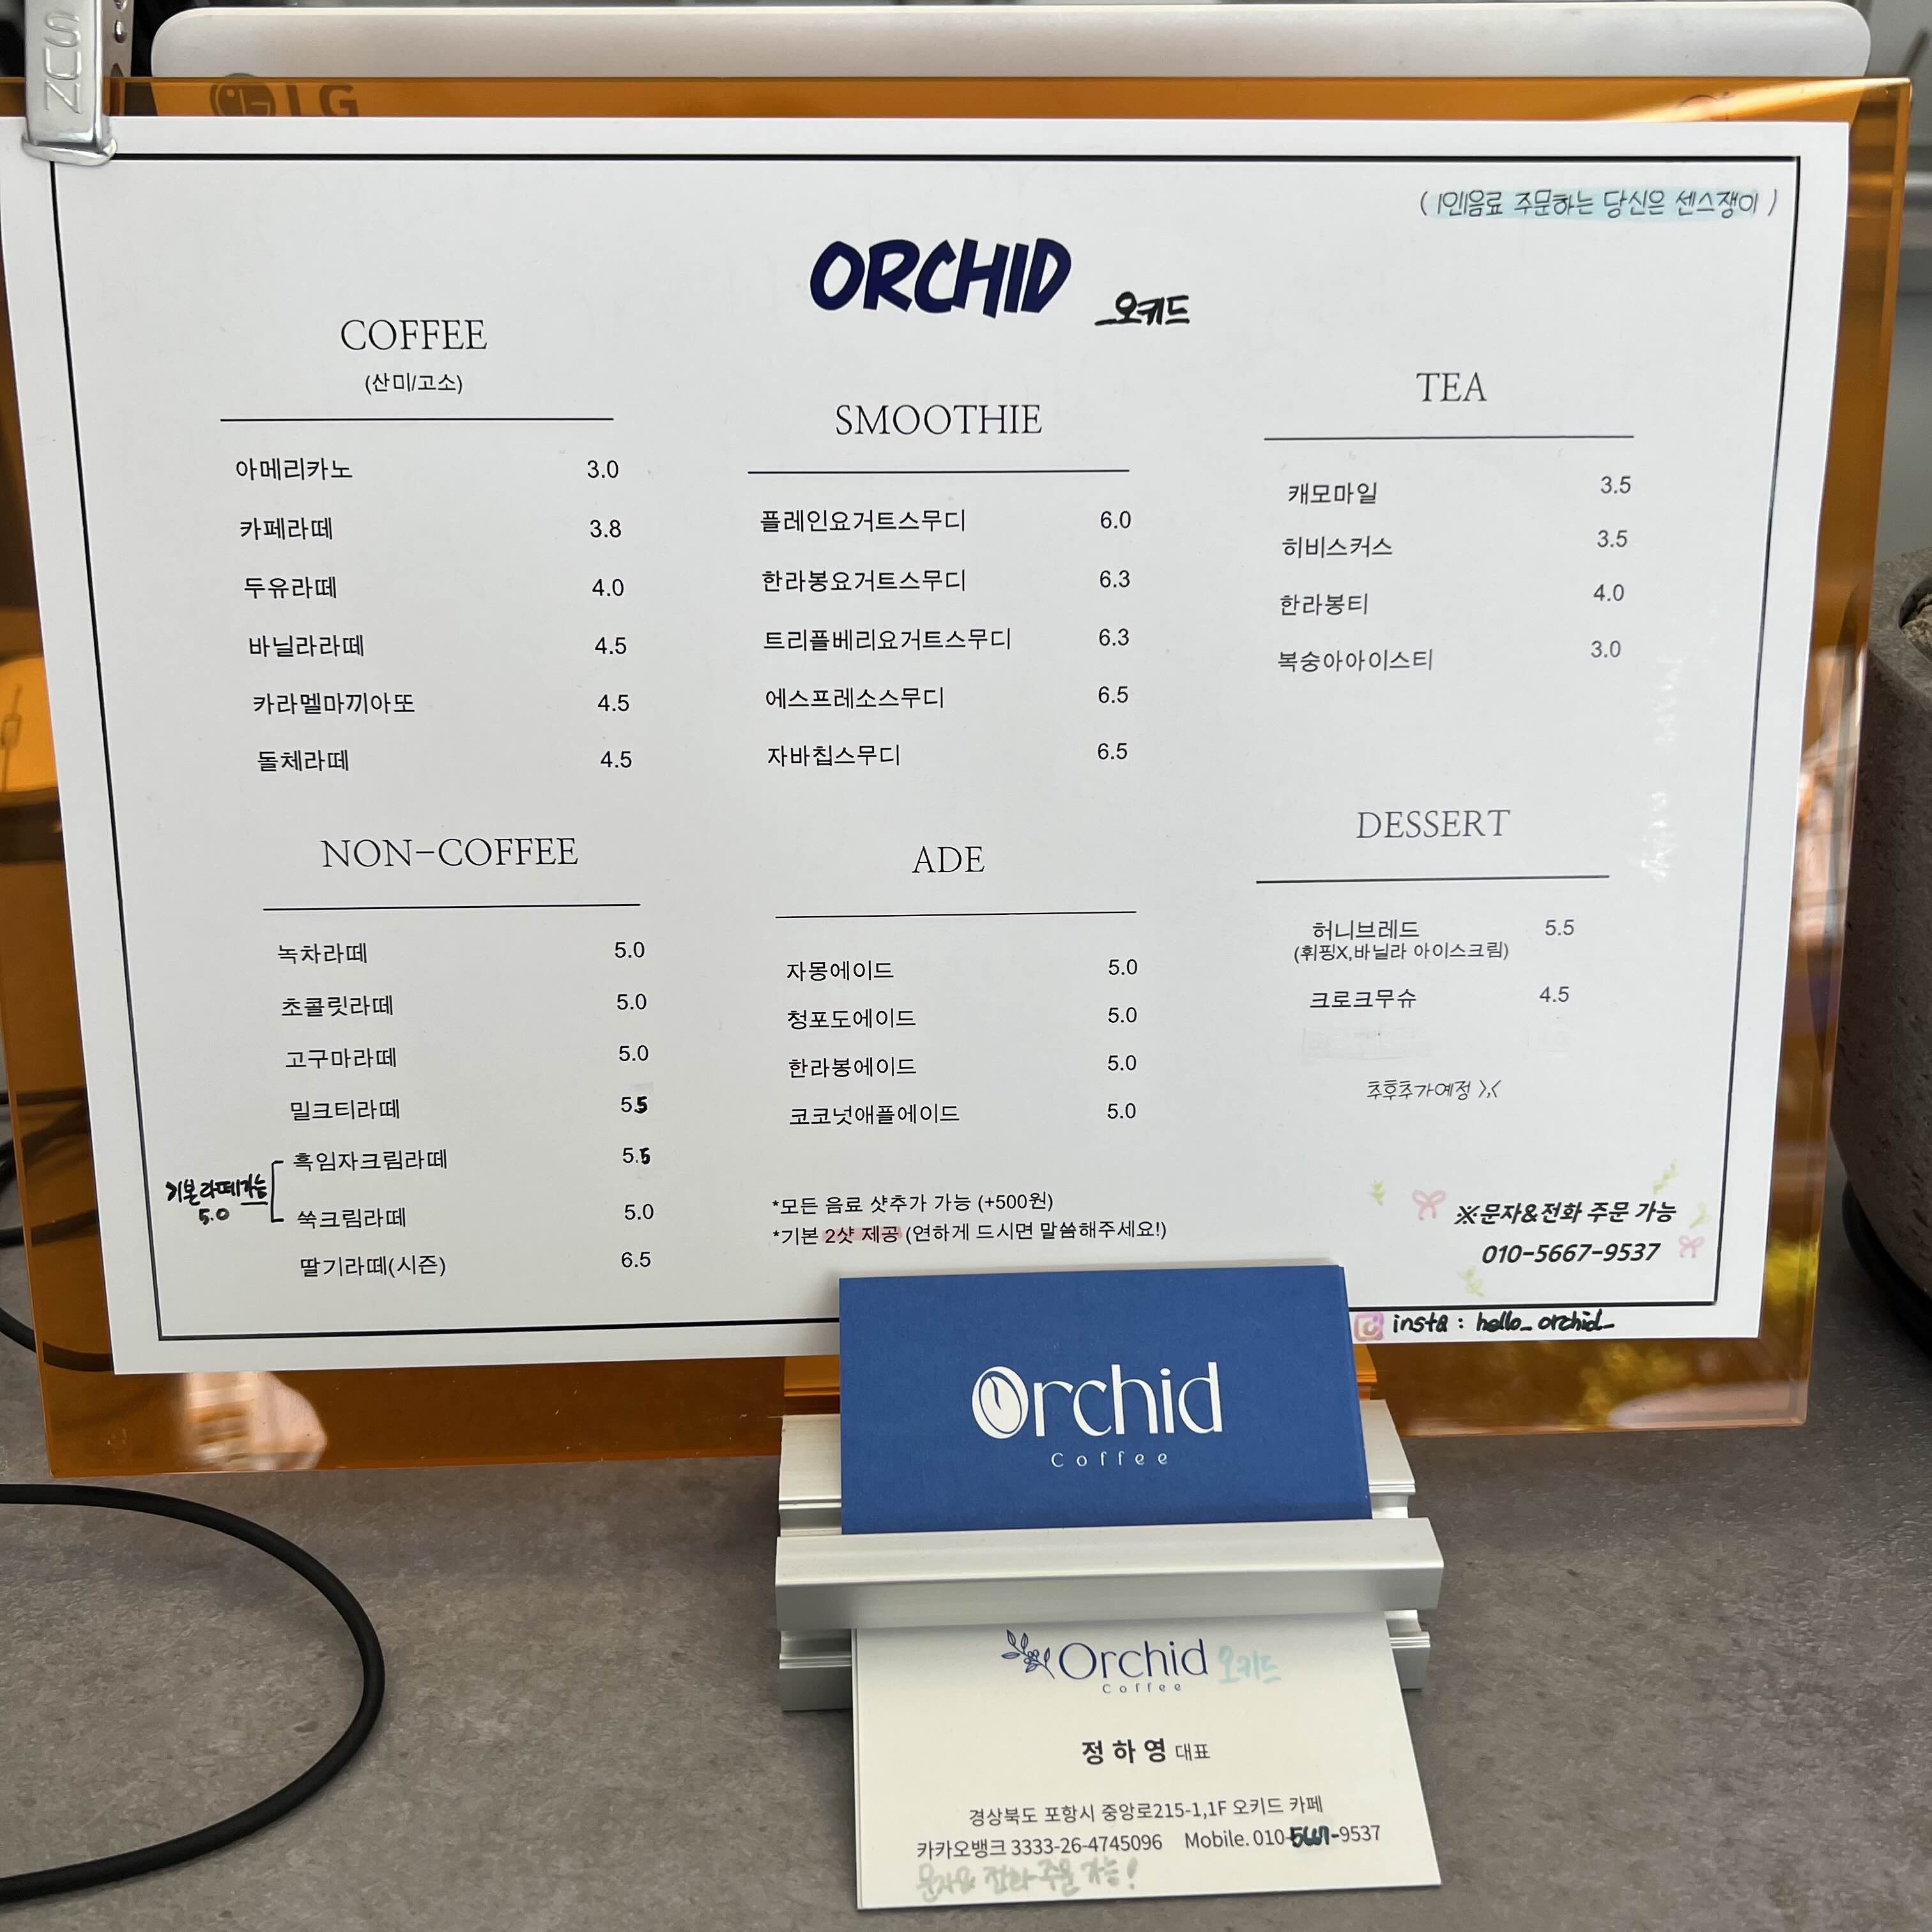 SUN
LG
(1인1음료 주문하는 당신은 센스쟁이)
ORCHID 오키드
COFFEE
(산미/고소)
아메리카노 3.0
카페라떼 3.8
두유라떼 4.0
바닐라라떼 4.5
카라멜마끼아또 4.5
돌체라떼 4.5
NON-COFFEE
녹차라떼 5.0
초콜릿라떼 5.0
고구마라떼 5.0
밀크티라떼 5.5
흑임자크림라떼 5.5
쑥크림라떼 5.0
기본라떼가능
5.0
딸기라떼(시즌) 6.5
SMOOTHIE
플레인요거트스무디 6.0
한라봉요거트스무디 6.3
트리플베리요거트스무디 6.3
에스프레소스무디 6.5
자바칩스무디 6.5
ADE
자몽에이드 5.0
청포도에이드 5.0
한라봉에이드 5.0
코코넛애플에이드 5.0
*모든 음료 샷추가 가능 (+500원)
*기본 2샷 제공 (연하게 드시면 말씀해주세요!)
TEA
캐모마일 3.5
히비스커스 3.5
한라봉티 4.0
복숭아아이스티 3.0
DESSERT
허니브레드 5.5
(휘핑X,바닐라 아이스크림)
크로크무슈 4.5
추후추가예정 >,<
※문자&전화 주문 가능
010-5667-9537
insta : hello_orchid_
Orchid
Coffee
Orchid 오키드
Coffee
정하영 대표
경상북도 포항시 중앙로215-1,1F 오키드 카페
카카오뱅크 3333-26-4745096 Mobile. 010-5667-9537
문자&전화주문 가능!